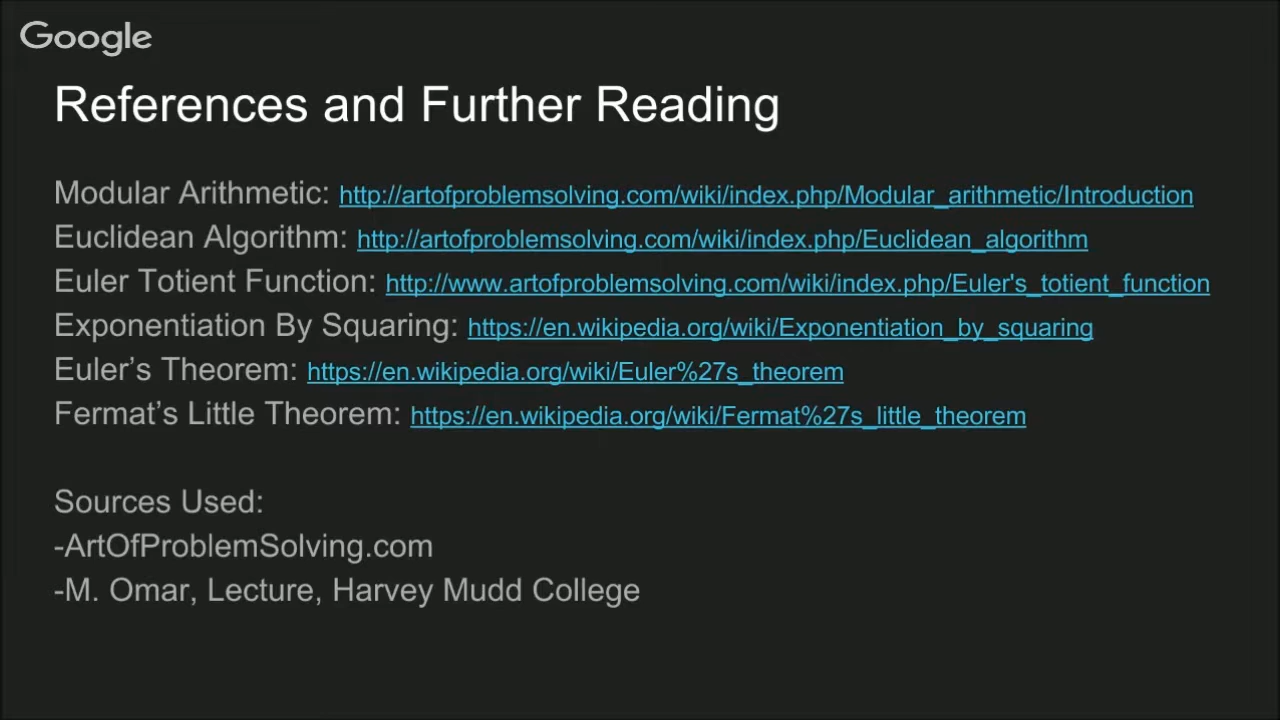 Google
References and Further Reading
Modular Arithmetic: http://artofproblemsolving.com/wiki/index.php/Modular_arithmetic/Introduction
Euclidean Algorithm: http://artofproblemsolving.com/wiki/index.php/Euclidean_algorithm
Euler Totient Function: http://www.artofproblemsolving.com/wiki/index.php/Euler's_totient_function
Exponentiation By Squaring: https://en.wikipedia.org/wiki/Exponentiation_by_squaring
Euler’s Theorem: https://en.wikipedia.org/wiki/Euler%27s_theorem
Fermat’s Little Theorem: https://en.wikipedia.org/wiki/Fermat%27s_little_theorem
Sources Used:
-ArtOfProblemSolving.com
-M. Omar, Lecture, Harvey Mudd College